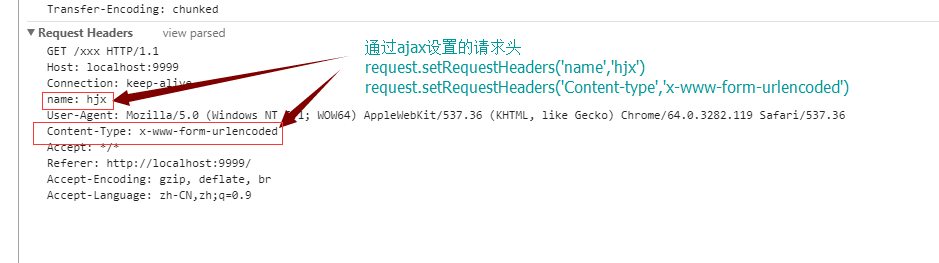 Transfer-Encoding: chunked
Request Headers view parsed
GET /xxx HTTP/1.1
Host: localhost:9999
Connection: keep-alive
name: hjx
User-Agent: Mozilla/5.0 (Windows NT .1; WOW64) AppleWebKit/537.36 (KHTML, like Gecko) Chrome/64.0.3282.119 Safari/537.36
Content-Type: x-www-form-urlencoded
Accept: */*
Referer: http://localhost:9999/
Accept-Encoding: gzip, deflate, br
Accept-Language: zh-CN,zh;q=0.9
通过ajax设置的请求头
request.setRequestHeaders('name','hjx')
request.setRequestHeaders('Content-type','x-www-form-urlencoded')